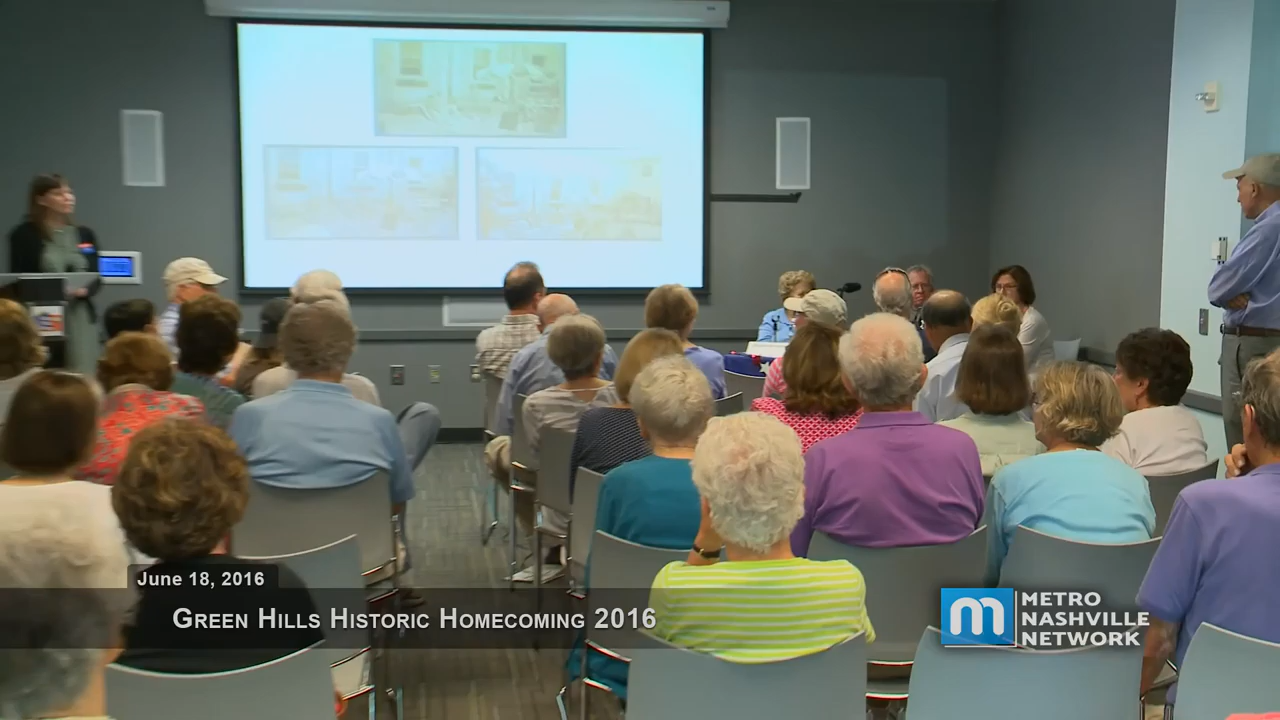 June 18, 2016
Green Hills Historic Homecoming 2016
METRO
NASHVILLE
NETWORK